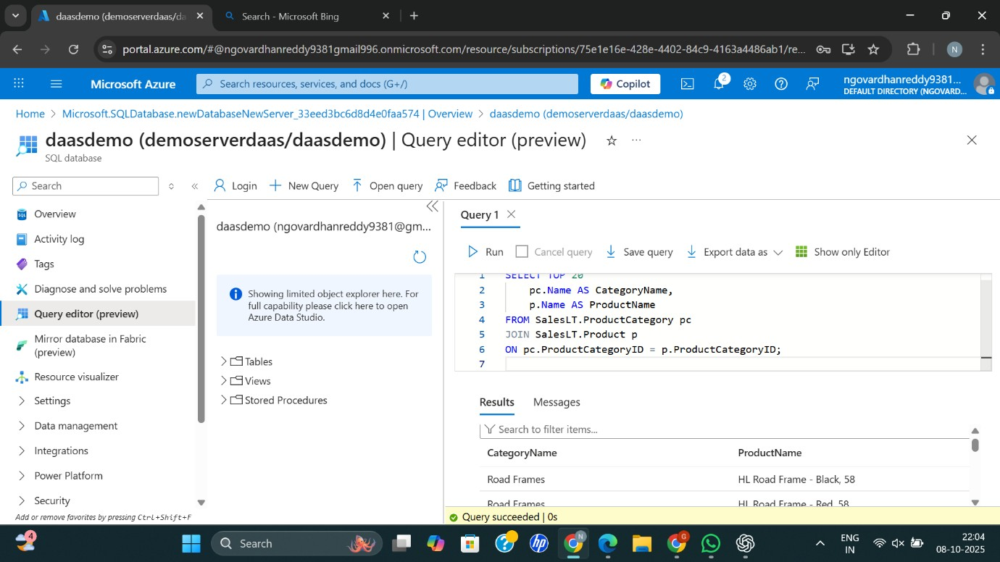 daasdemo (demoserverdaas/da
Search - Microsoft Bing
portal.azure.com/#@ngovardhanreddy9381gmail996.onmicrosoft.com/resource/subscriptions/75e1e16e-428e-4402-84c9-4163a4486ab1/re...
N
Microsoft Azure
Search resources, services, and docs (G+/)
Copilot
2
ngovardhanreddy9381...
DEFAULT DIRECTORY (NGOVARD...
Home > Microsoft.SQLDatabase.newDatabaseNewServer_33eed3bc6d8d4e0faa574 | Overview > daasdemo (demoserverdaas/daasdemo)
daasdemo (demoserverdaas/daasdemo) | Query editor (preview)
SQL database
Search
Overview
Activity log
Tags
Diagnose and solve problems
Query editor (preview)
Mirror database in Fabric
(preview)
Resource visualizer
Settings
Data management
Integrations
Power Platform
Security
Add or remove favorites by pressing Ctrl+Shift+F
Login
New Query
Open query
Feedback
Getting started
daasdemo (ngovardhanreddy9381@gm...
Showing limited object explorer here. For
full capability please click here to open
Azure Data Studio.
Tables
Views
Stored Procedures
Query 1
Run
Cancel query
Save query
Export data as
Show only Editor
1 SELECT TOP 20
2 pc.Name AS CategoryName,
3 p.Name AS ProductName
4 FROM SalesLT.ProductCategory pc
5 JOIN SalesLT.Product p
6 ON pc.ProductCategoryID = p.ProductCategoryID;
7
Results
Messages
Search to filter items...
CategoryName ProductName
Road Frames HL Road Frame - Black, 58
Road Frames HL Road Frame - Red, 58
Query succeeded | 0s
4
Search
N
G
ENG
IN
22:04
08-10-2025